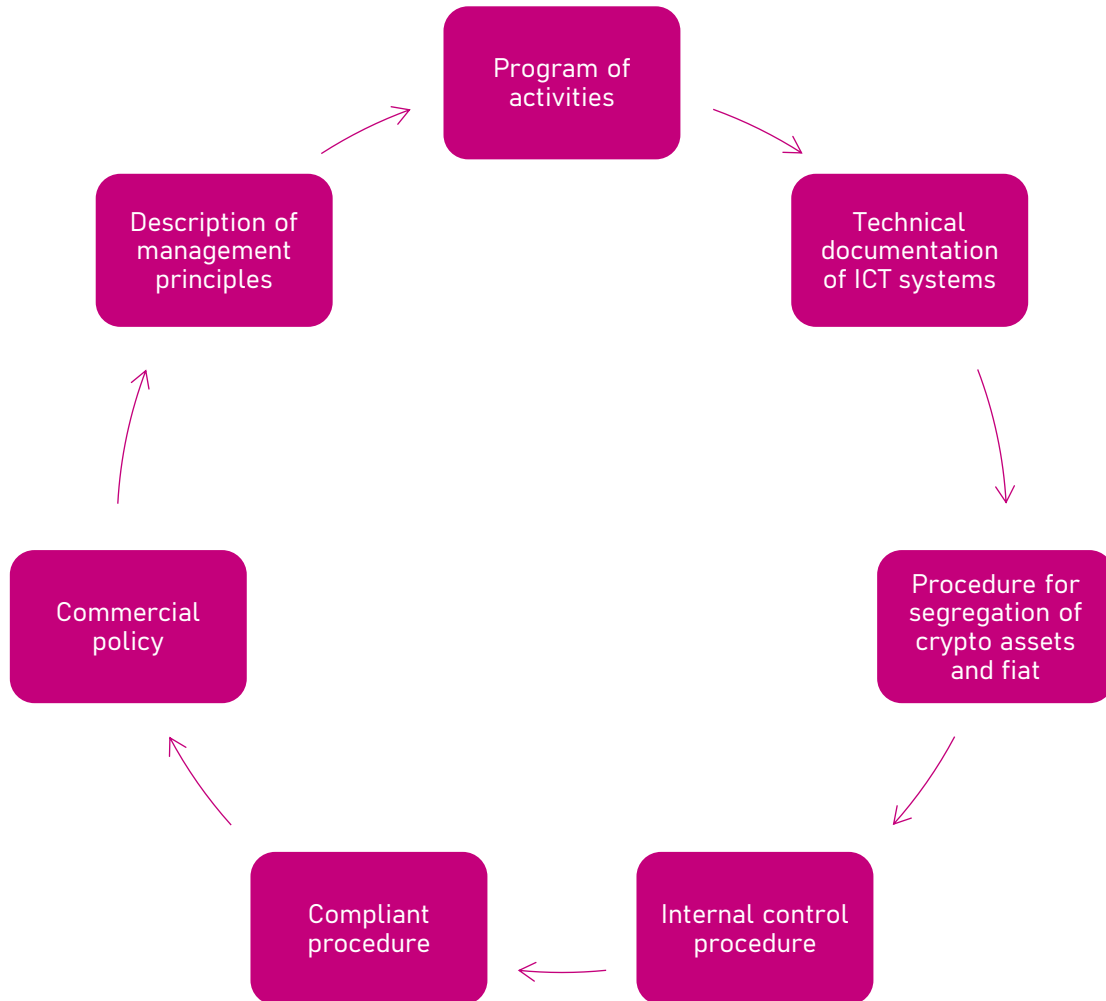 Program of
activities
Technical
documentation
of ICT systems
Procedure for
segregation of
crypto assets
and fiat
Internal control
procedure
Compliant
procedure
Commercial
policy
Description of
management
principles